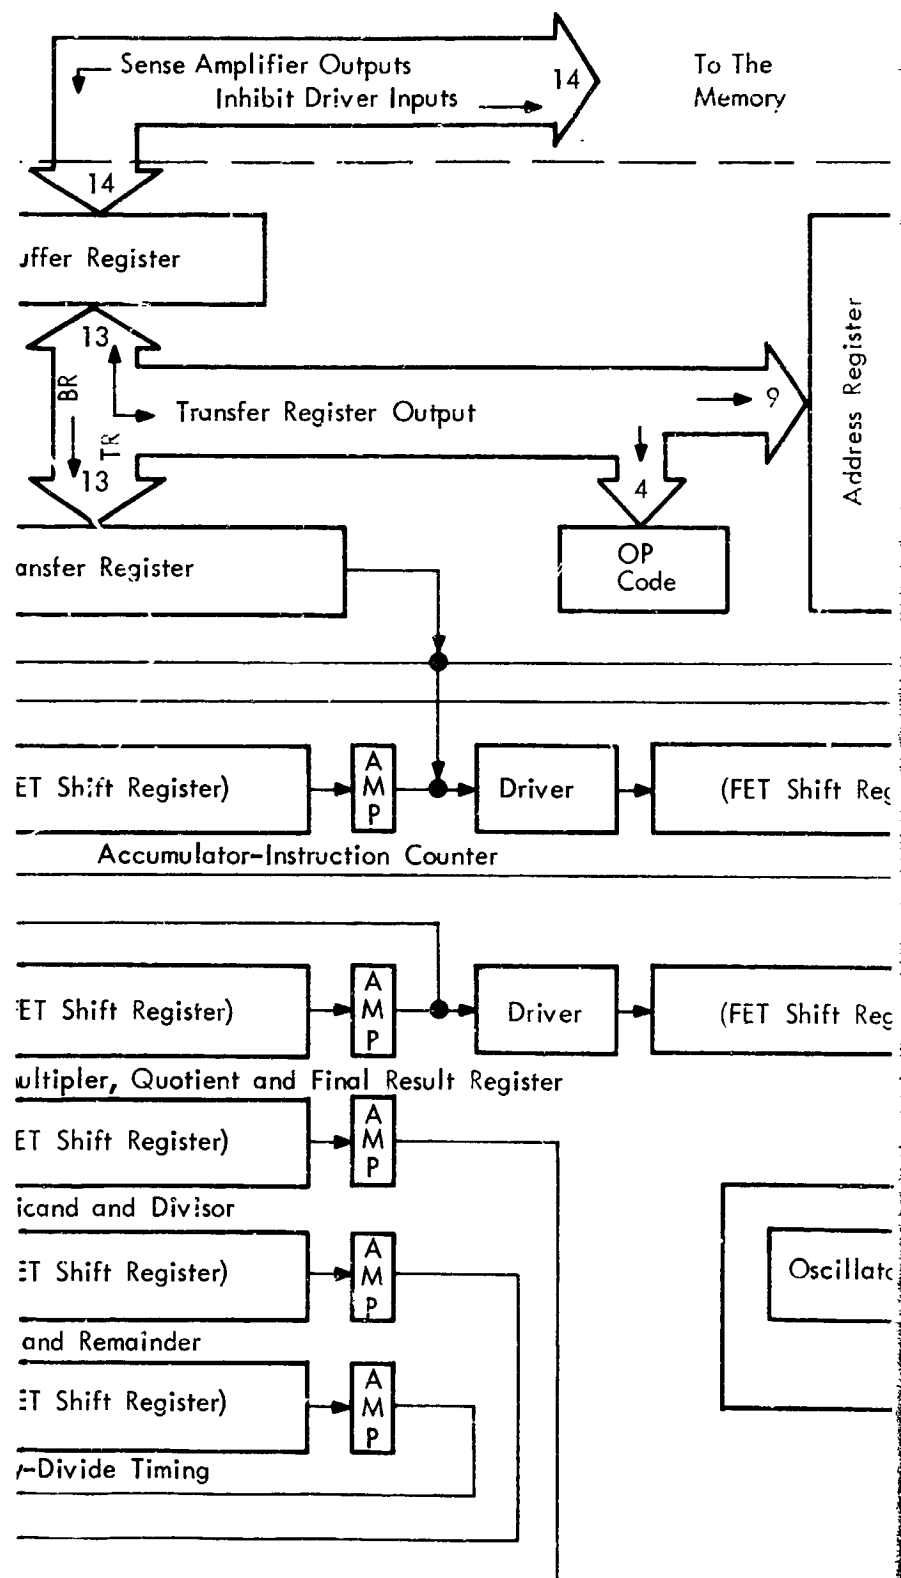 Sense Amplifier Outputs
Inhibit Driver Inputs
14
To The
Memory
14
uffer Register
13
BR
Transfer Register Output
9
TR
13
4
Address Register
ansfer Register
OP
Code
ET Shift Register)
AMP
Driver
(FET Shift Reg
Accumulator-Instruction Counter
ET Shift Register)
AMP
Driver
(FET Shift Reg
ultipler, Quotient and Final Result Register
ET Shift Register)
AMP
icand and Divisor
ET Shift Register)
AMP
Oscillato
and Remainder
ET Shift Register)
AMP
y-Divide Timing